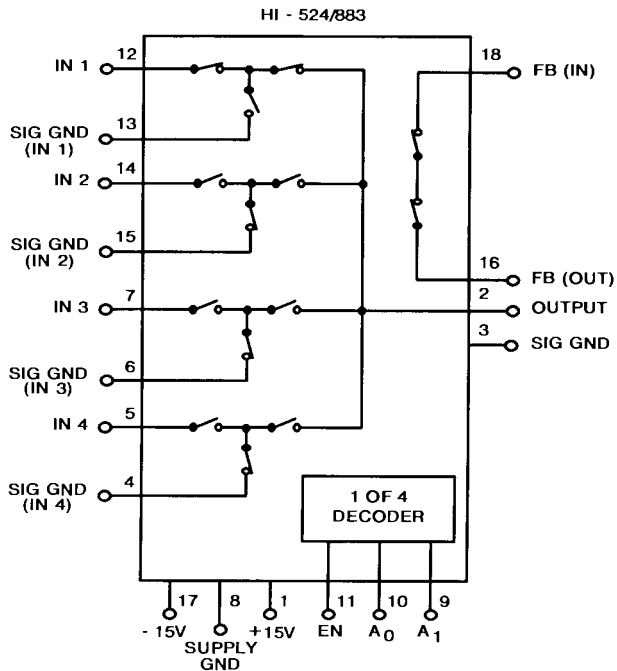 HI - 524/883
IN 1
12
18
FB (IN)
SIG GND
(IN 1)
13
IN 2
14
SIG GND
(IN 2)
15
16
FB (OUT)
IN 3
7
2
OUTPUT
3
SIG GND
SIG GND
(IN 3)
6
IN 4
5
SIG GND
(IN 4)
4
1 OF 4
DECODER
17
8
1
11
10
9
- 15V
SUPPLY
GND
+15V
EN
A0
A1